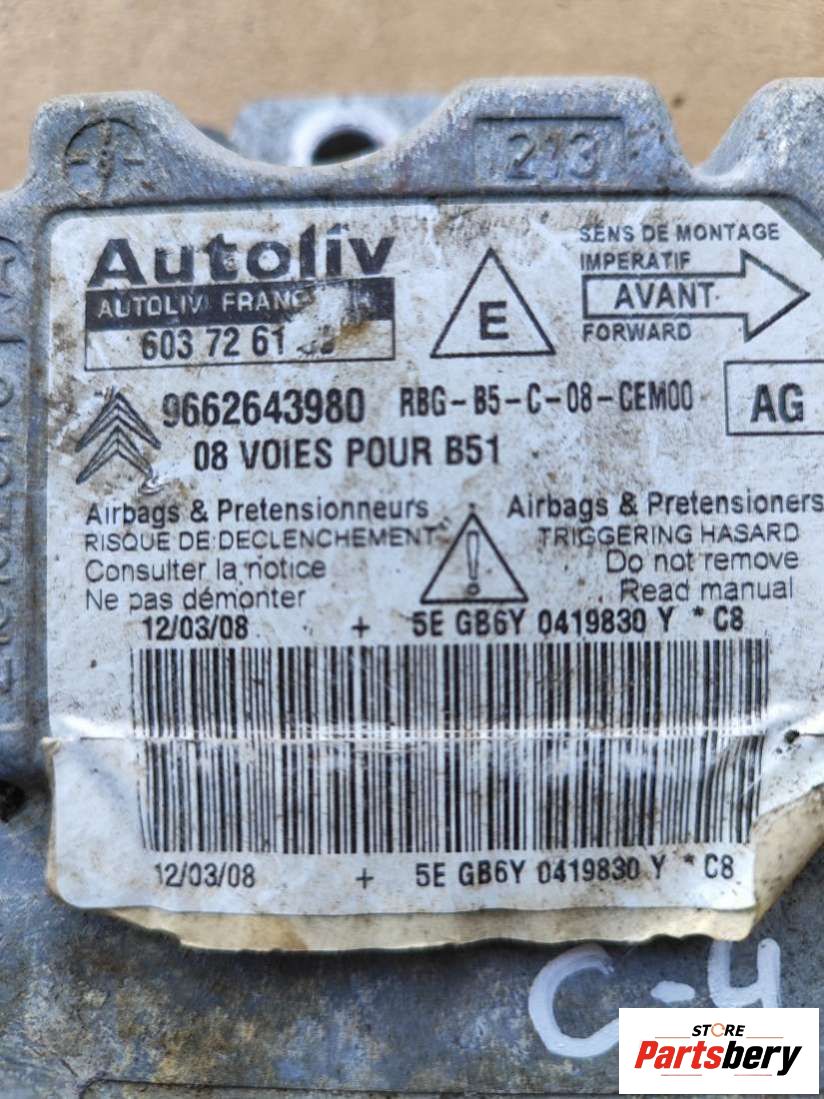 213
Autoliv
AUTOLIV FRANCE
603 72 61
E
SENS DE MONTAGE
IMPERATIF
AVANT
FORWARD
9662643980 RBG-B5-C-08-CEM00
AG
08 VOIES POUR B51
Airbags & Pretensionneurs
RISQUE DE DECLENCHEMENT
Consulter la notice
Ne pas démonter
Airbags & Pretensioners
TRIGGERING HASARD
Do not remove
Read manual
12/03/08 + 5E GB6Y 0419830 Y * C8
12/03/08 + 5E GB6Y 0419830 Y * C8
C-4
STORE
Partsbery